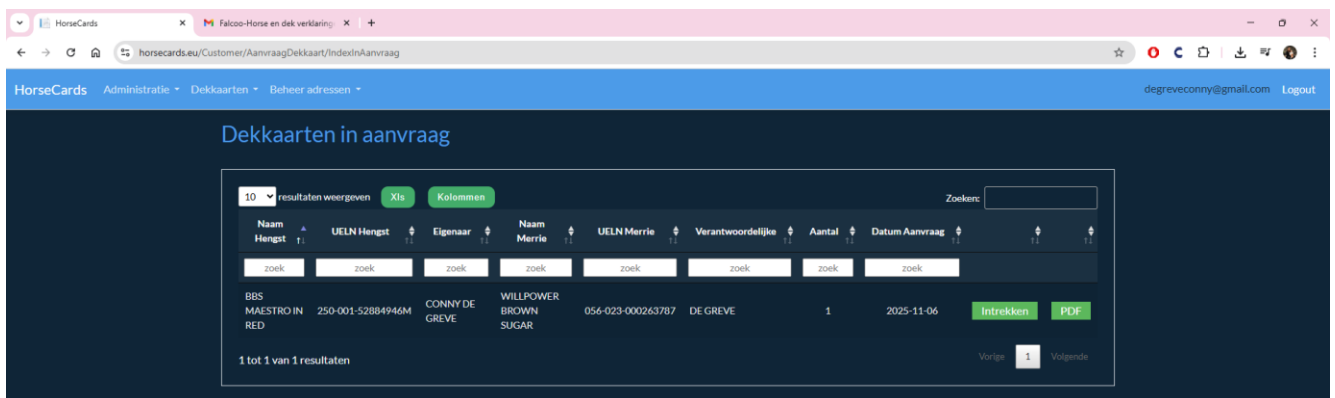 HorseCards
Falcoo-Horse en dek verklaring
horsecards.eu/Customer/AanvraagDekkaart/IndexInAanvraag
HorseCards Administratie Dekkaarten Beheer adressen degreveconny@gmail.com Logout
Dekkaarten in aanvraag
10 resultaten weergeven Xls Kolommen Zoeken:
Naam Hengst UELN Hengst Eigenaar Naam Merrie UELN Merrie Verantwoordelijke Aantal Datum Aanvraag
zoek zoek zoek zoek zoek zoek zoek zoek
BBS MAESTRO IN RED 250-001-52884946M CONNY DE GREVE WILLPOWER BROWN SUGAR 056-023-000263787 DE GREVE 1 2025-11-06 Intrekken PDF
1 tot 1 van 1 resultaten Vorige 1 Volgende